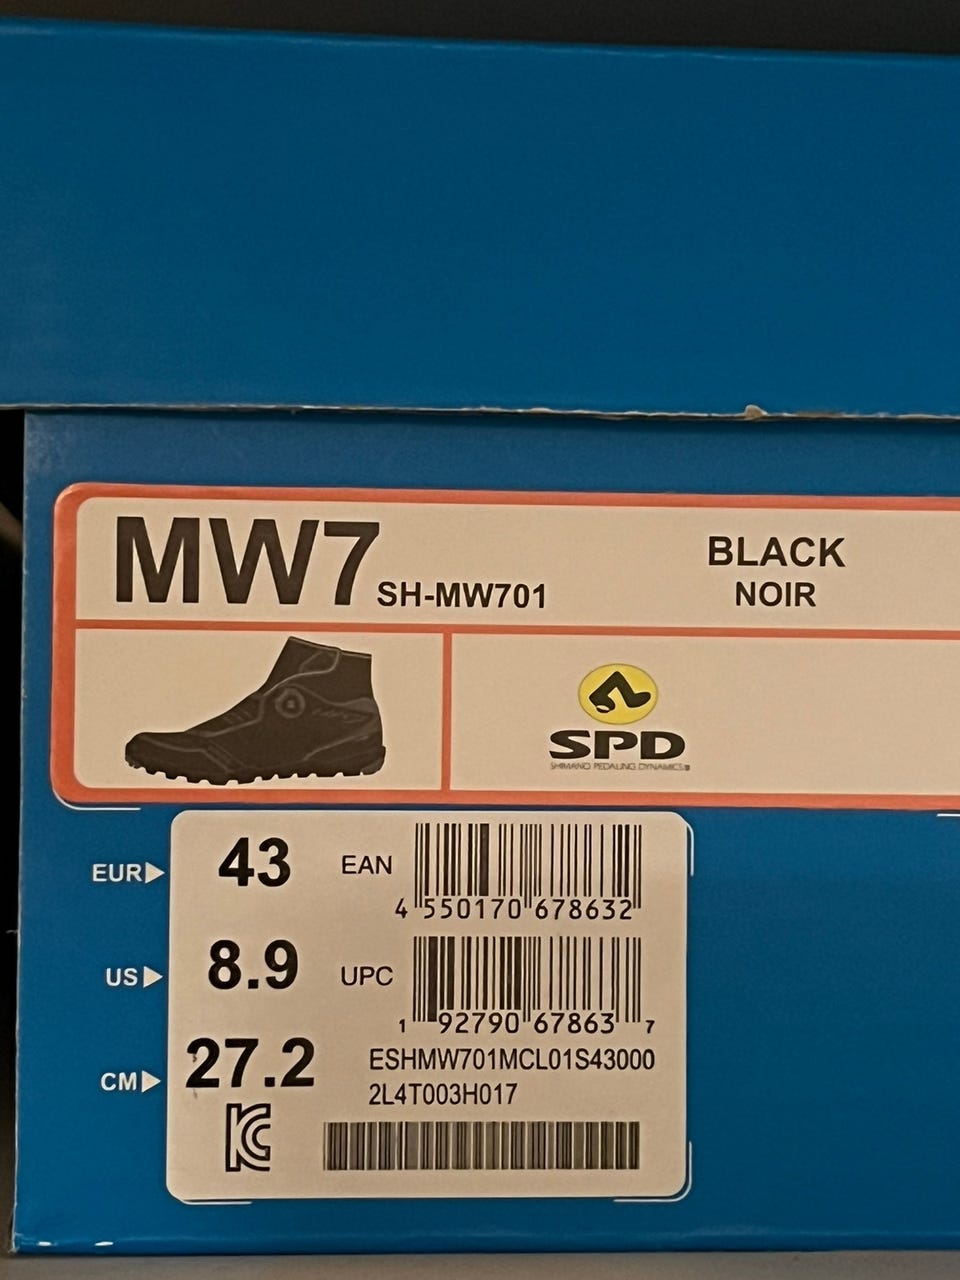 MW7 SH-MW701
BLACK
NOIR
SPD
SHIMANO PEDALING DYNAMICS
EUR 43
EAN
4 550170 678632
US 8.9
UPC
1 92790 67863 7
CM 27.2
ESHMW701MCL01S43000
2L4T003H017
KC